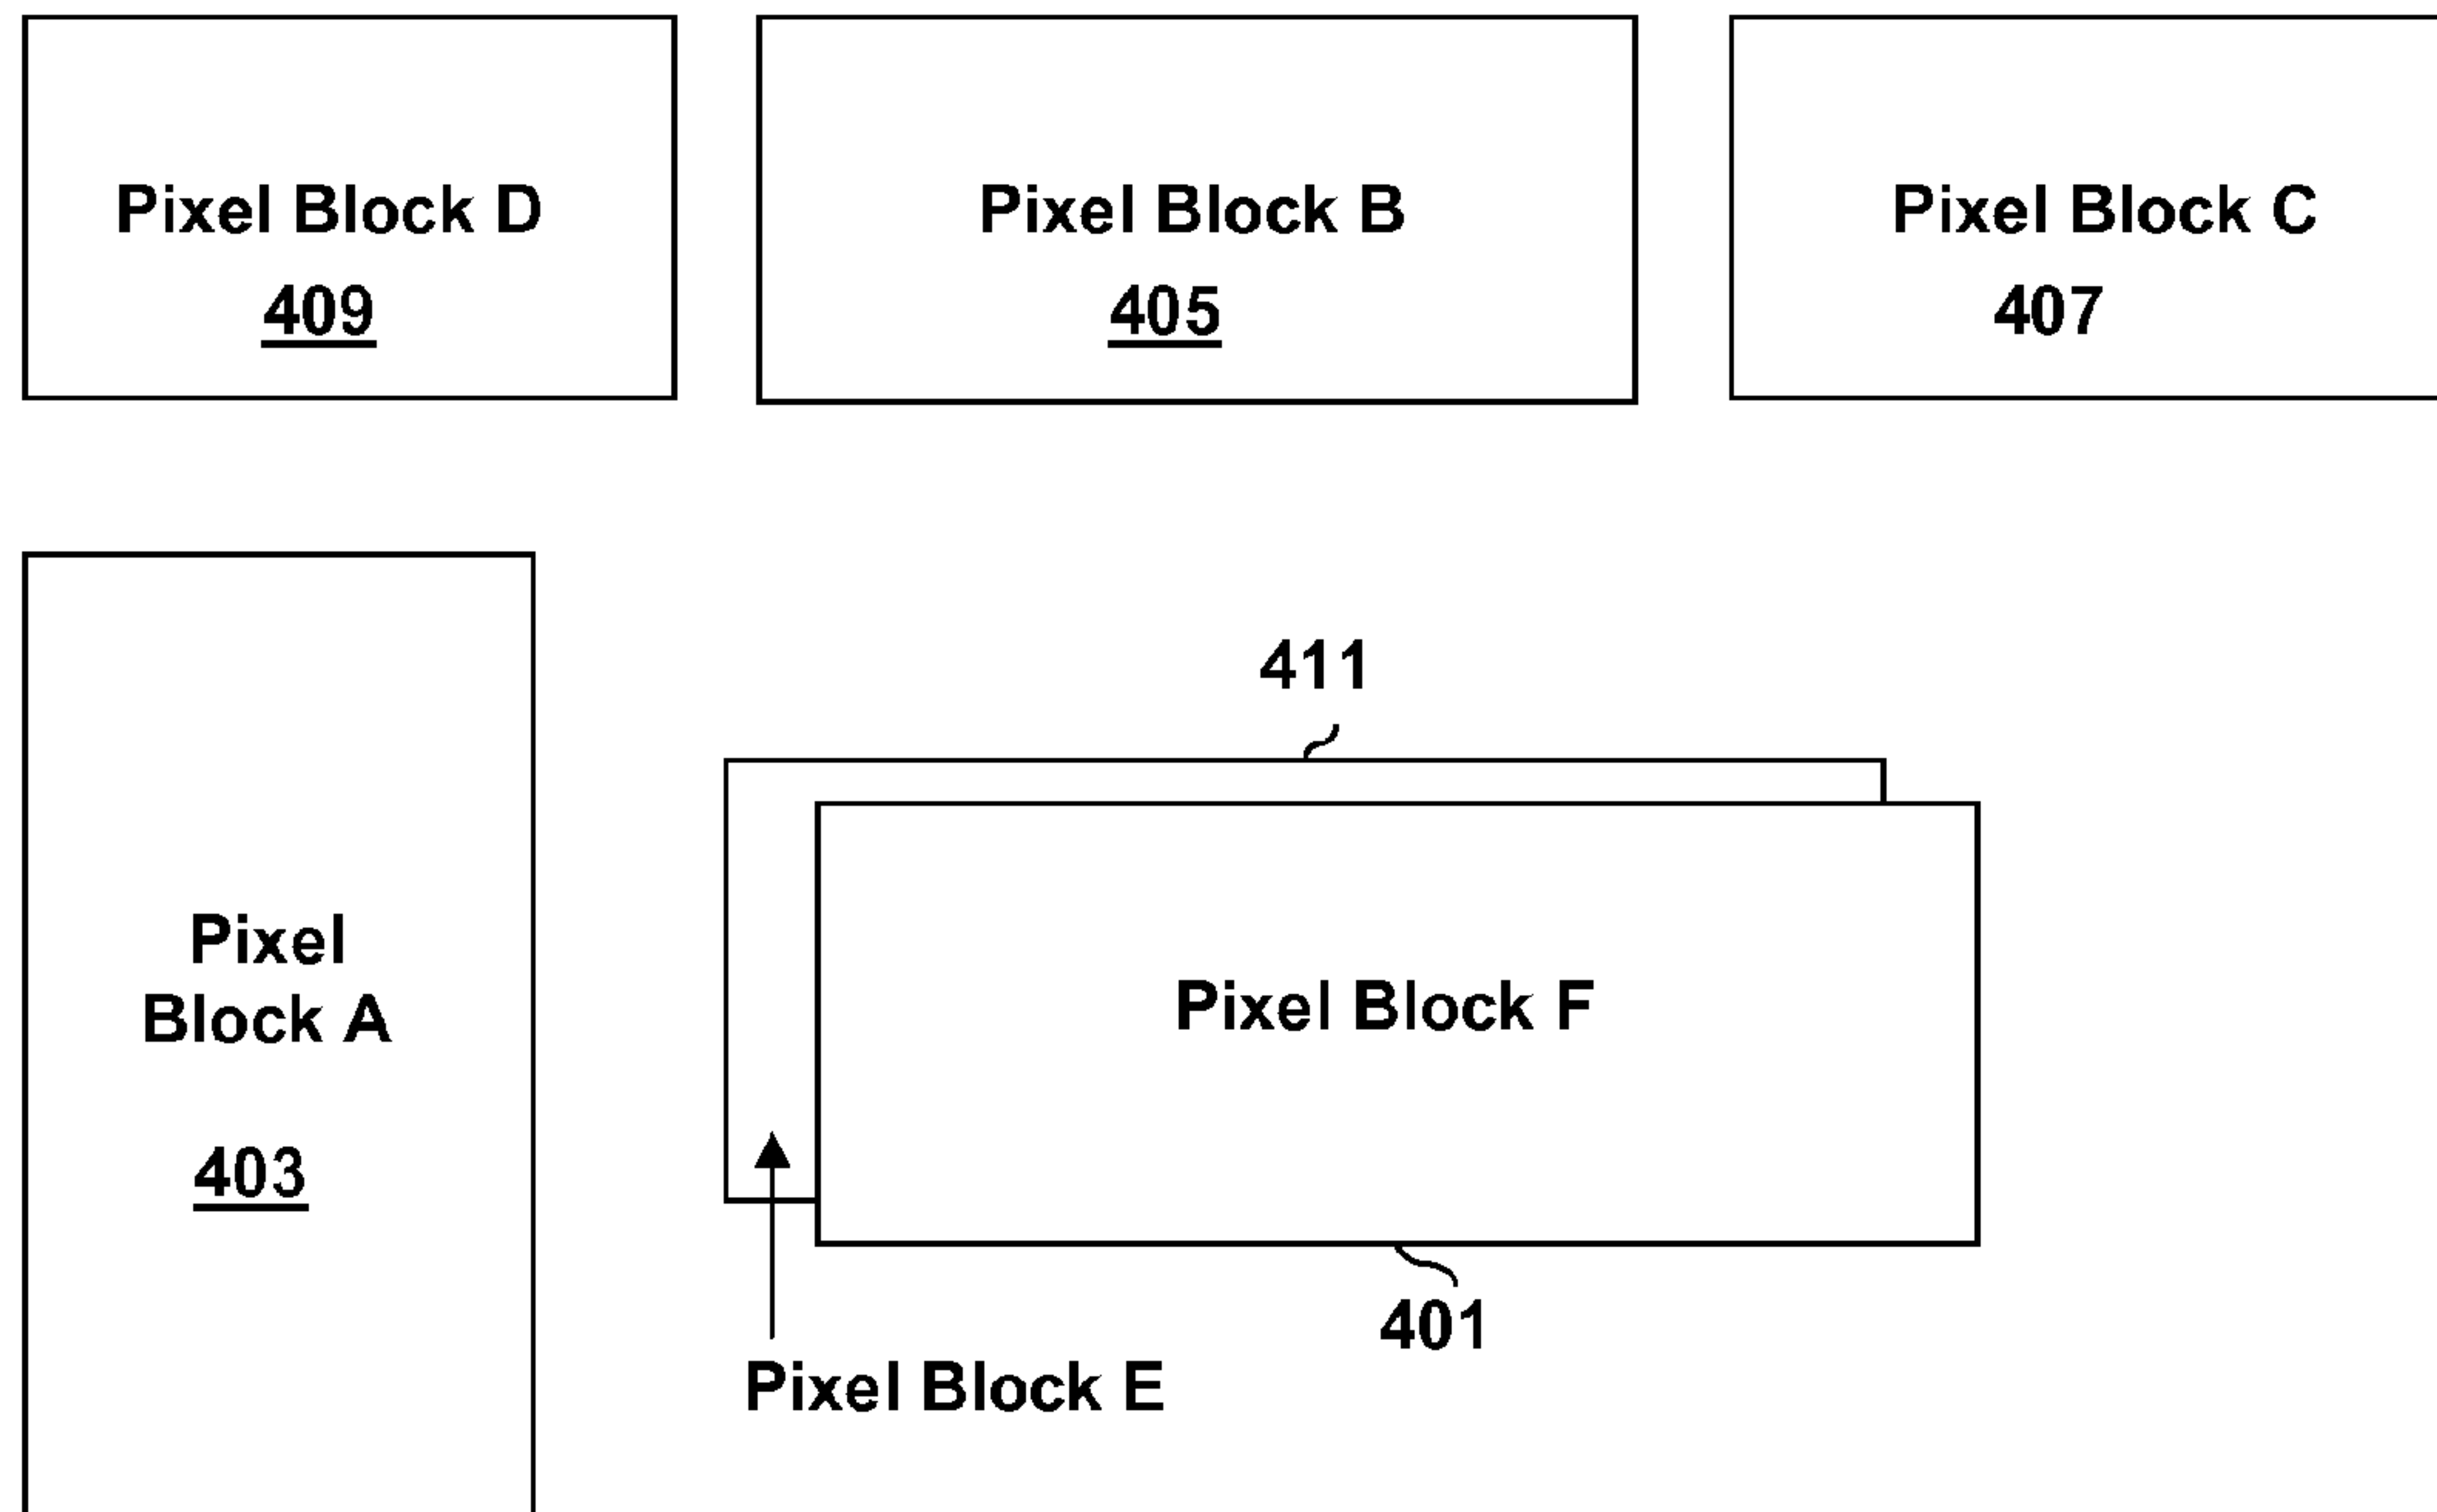 Pixel Block D
409
Pixel Block B
405
Pixel Block C
407
411
Pixel
Block A
403
Pixel Block F
401
Pixel Block E